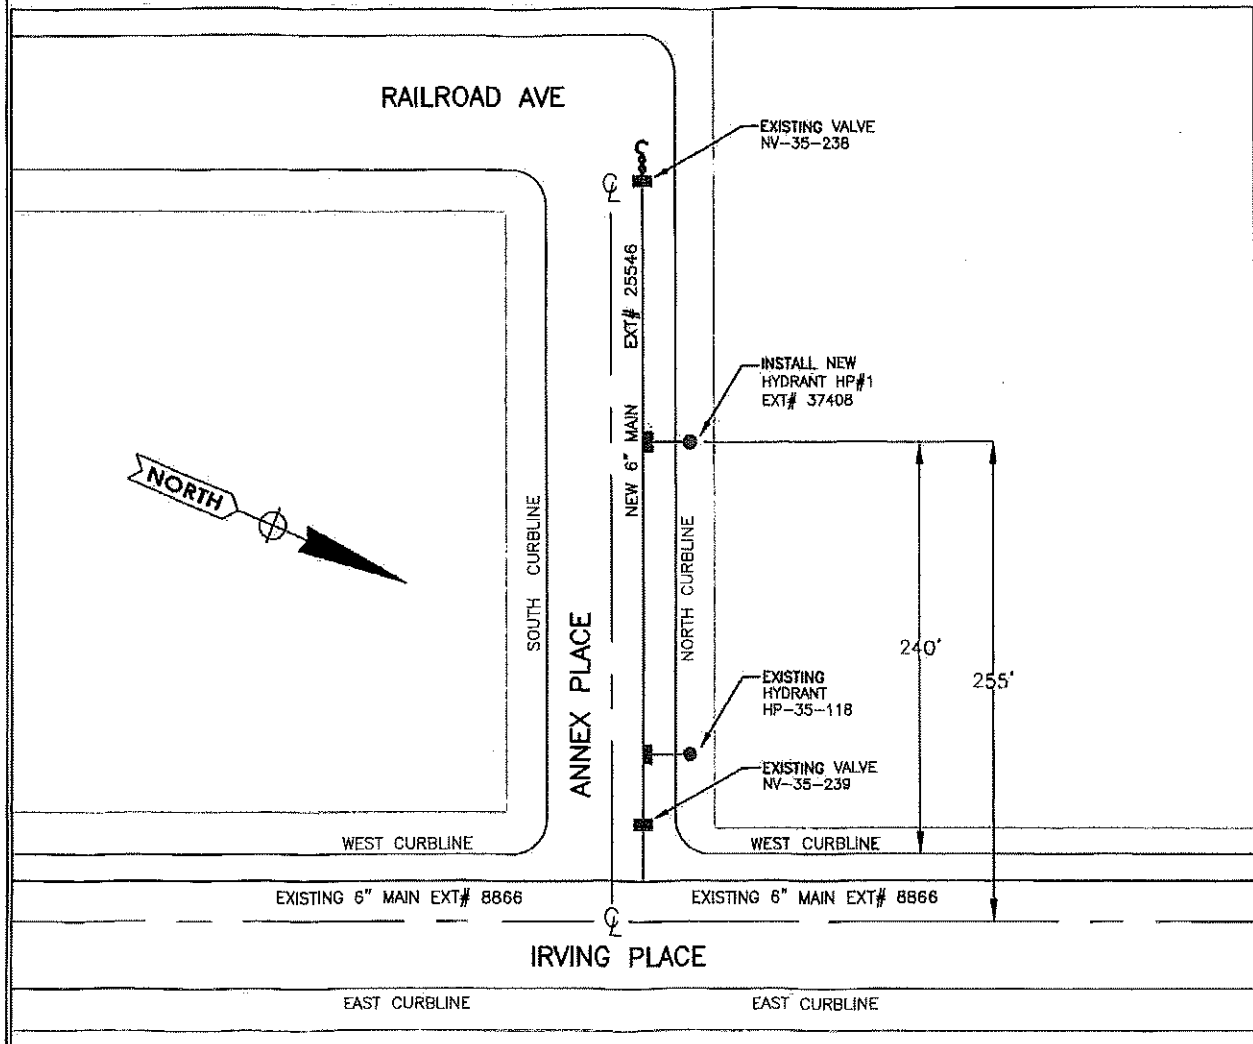 RAILROAD AVE
EXISTING VALVE
NV-35-238
℄
NEW 6" MAIN EXT# 25546
INSTALL NEW
HYDRANT HP#1
EXT# 37408
NORTH
SOUTH CURBLINE
ANNEX PLACE
NORTH CURBLINE
240'
255'
EXISTING
HYDRANT
HP-35-118
EXISTING VALVE
NV-35-239
WEST CURBLINE
WEST CURBLINE
EXISTING 6" MAIN EXT# 8866
EXISTING 6" MAIN EXT# 8866
℄
IRVING PLACE
EAST CURBLINE
EAST CURBLINE